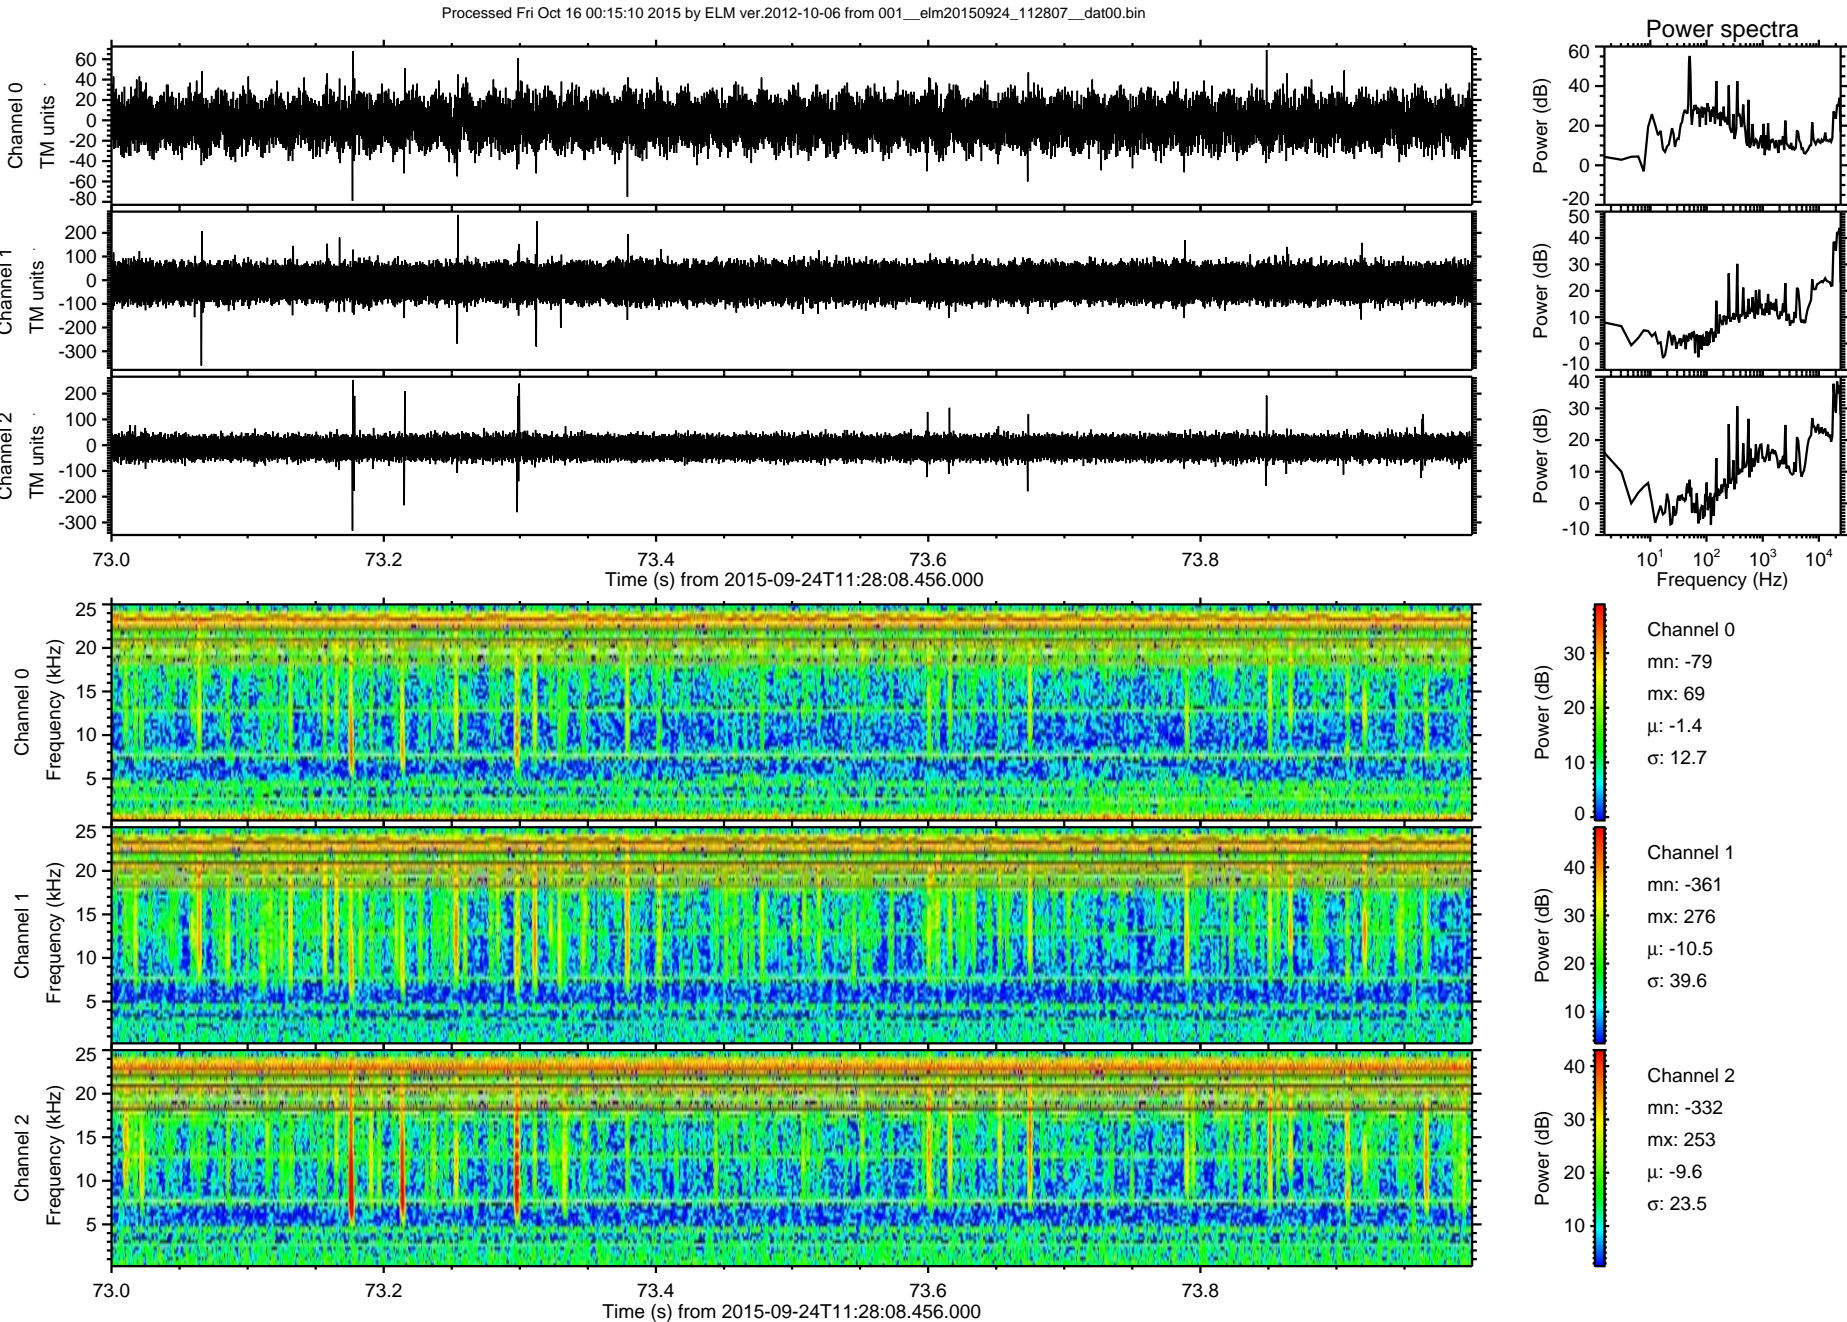 Processed Fri Oct 16 00:15:10 2015 by ELM ver.2012-10-06 from 001__elm20150924_112807__dat00.bin
Power spectra
Channel 0
TM units
60
40
20
0
-20
-40
-60
-80
Power (dB)
60
40
20
0
-20
Channel 1
TM units
200
100
0
-100
-200
-300
Power (dB)
50
40
30
20
10
0
-10
Channel 2
TM units
200
100
0
-100
-200
-300
Power (dB)
40
30
20
10
0
-10
73.0 73.2 73.4 73.6 73.8
Time (s) from 2015-09-24T11:28:08.456.000
10¹ 10² 10³ 10⁴
Frequency (Hz)
Channel 0
Frequency (kHz)
25
20
15
10
5
Power (dB)
30
20
10
0
Channel 0
mn: -79
mx: 69
μ: -1.4
σ: 12.7
Channel 1
Frequency (kHz)
25
20
15
10
5
Power (dB)
40
30
20
10
Channel 1
mn: -361
mx: 276
μ: -10.5
σ: 39.6
Channel 2
Frequency (kHz)
25
20
15
10
5
Power (dB)
40
30
20
10
Channel 2
mn: -332
mx: 253
μ: -9.6
σ: 23.5
73.0 73.2 73.4 73.6 73.8
Time (s) from 2015-09-24T11:28:08.456.000